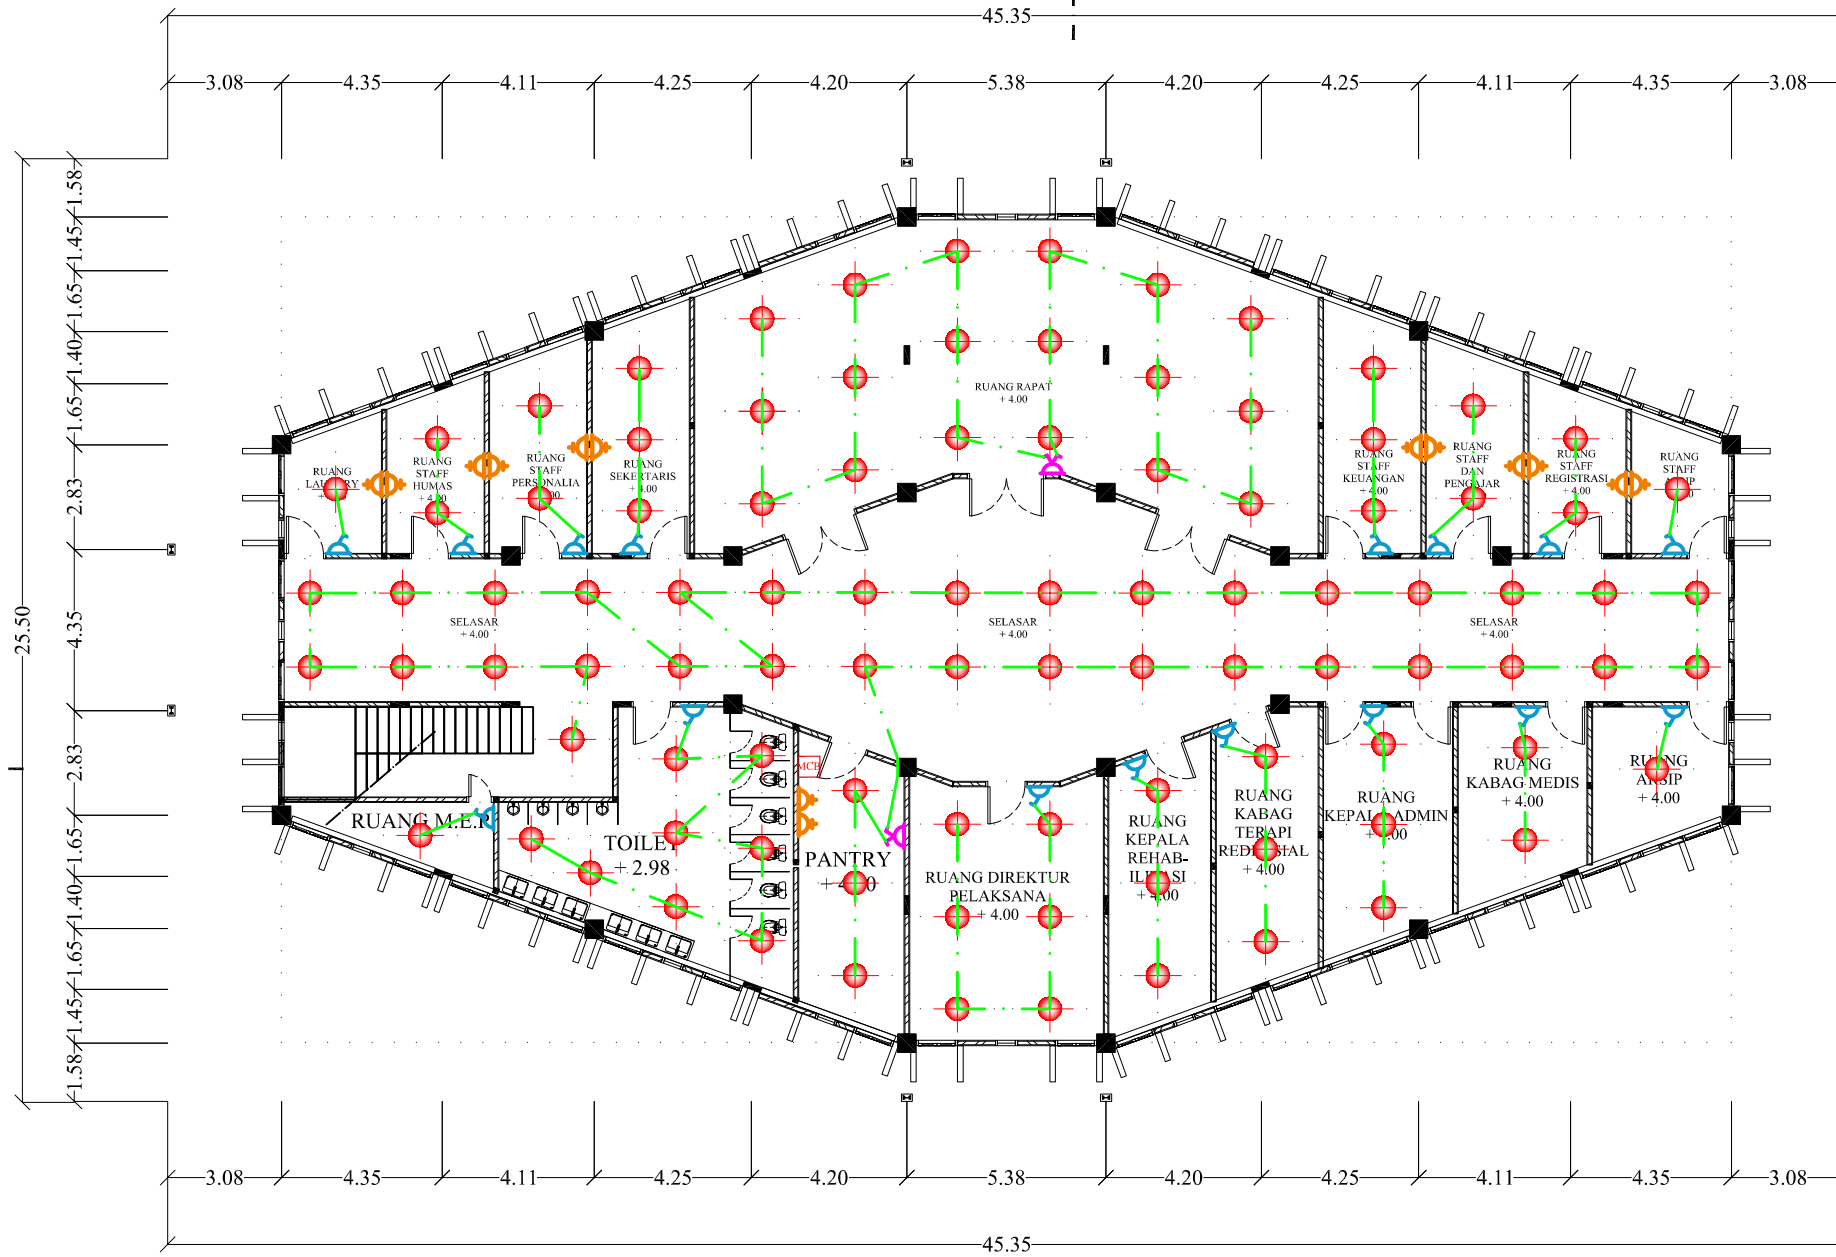 45.35
3.08 4.35 4.11 4.25 4.20 5.38 4.20 4.25 4.11 4.35 3.08
1.58
1.45
1.65
1.40
1.65
2.83
4.35
2.83
1.65
1.40
1.65
1.45
1.58
25.50
RUANG RAPAT
+ 4.00
RUANG
RUANG
STAFF
HUMAS
+ 4.00
RUANG
STAFF
PERSONALIA
RUANG
SEKERTARIS
+ 4.00
RUANG
STAFF
KEUANGAN
+ 4.00
RUANG
STAFF
DAN
PENGAJAR
RUANG
STAFF
REGISTRASI
+ 4.00
RUANG
STAFF
SELASAR
+ 4.00
SELASAR
+ 4.00
SELASAR
+ 4.00
RUANG M.E.P
TOILET
+ 2.98
MCB
PANTRY
RUANG DIREKTUR
PELAKSANA
+ 4.00
RUANG
KEPALA
REHAB-
RUANG
KABAG
TERAPI
+ 4.00
RUANG
KEPALA ADMIN
RUANG
KABAG MEDIS
+ 4.00
RUANG
ARSIP
+ 4.00
3.08 4.35 4.11 4.25 4.20 5.38 4.20 4.25 4.11 4.35 3.08
45.35